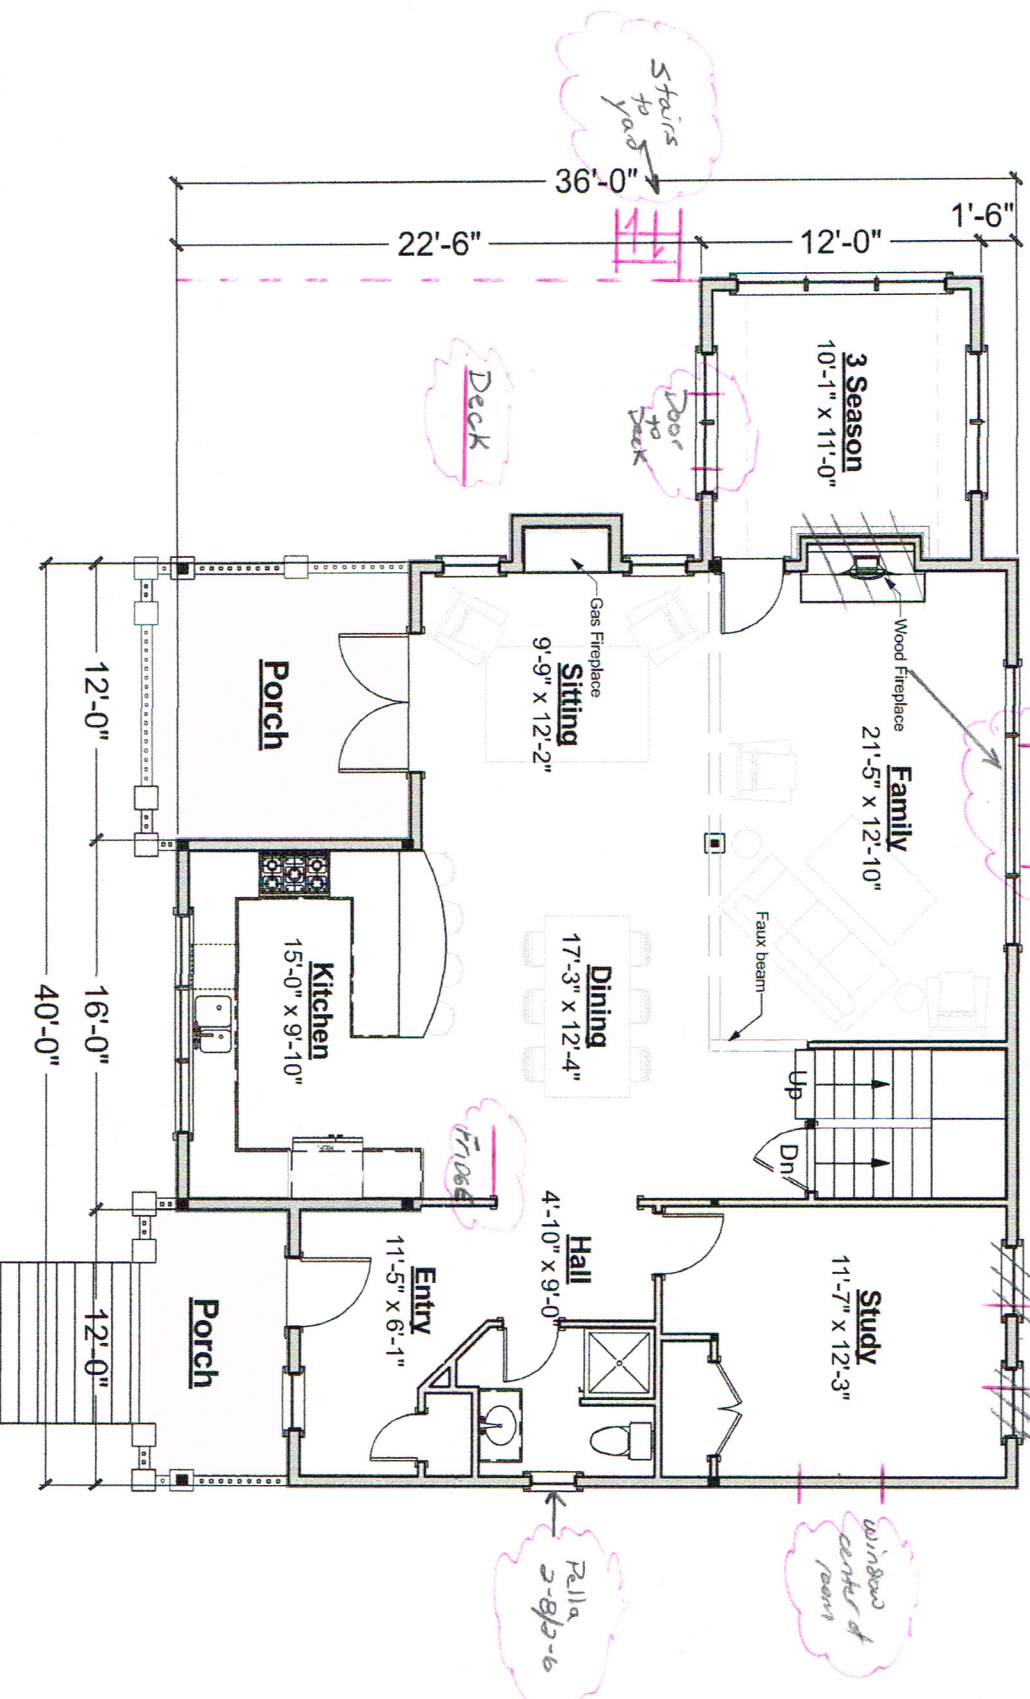 Stairs
to
yard
36'-0"
1'-6"
22'-6"
12'-0"
3 Season
10'-1" x 11'-0"
Door
to
Deck
Deck
Wood Fireplace
Gas Fireplace
Family
21'-5" x 12'-10"
Sitting
9'-9" x 12'-2"
Porch
12'-0"
Faux beam
Dining
17'-3" x 12'-4"
Kitchen
15'-0" x 9'-10"
16'-0"
40'-0"
Up
Dn
FRIDGE
Hall
4'-10" x 9'-0"
Study
11'-7" x 12'-3"
Entry
11'-5" x 6'-1"
Porch
12'-0"
window
center of
room
Pella
2-8/2-6